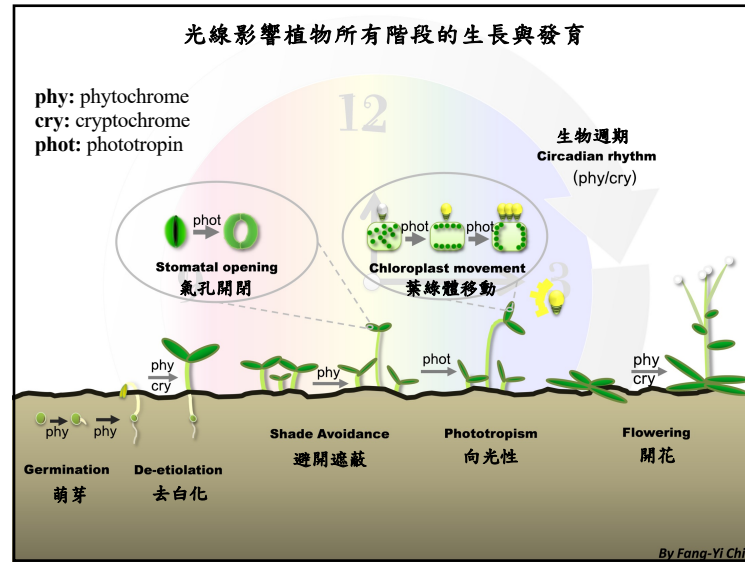 光線影響植物所有階段的生長與發育
phy: phytochrome
cry: cryptochrome
phot: phototropin
12
3
生物週期
Circadian rhythm
(phy/cry)
phot
Stomatal opening
氣孔開閉
phot
phot
Chloroplast movement
葉綠體移動
phy
cry
phy
phot
phy
cry
phy
phy
Germination
萌芽
De-etiolation
去白化
Shade Avoidance
避開遮蔽
Phototropism
向光性
Flowering
開花
By Fang-Yi Chi